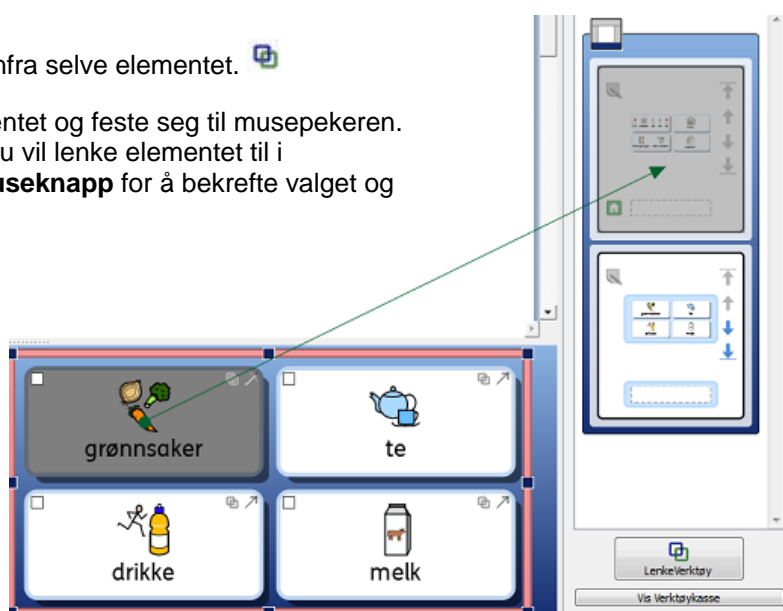 nfra selve elementet.
entet og feste seg til musepekeren.
u vil lenke elementet til i
useknapp for å bekrefte valget og
grønnsaker
te
drikke
melk
LenkeVerktøy
Vis Verktøykasse